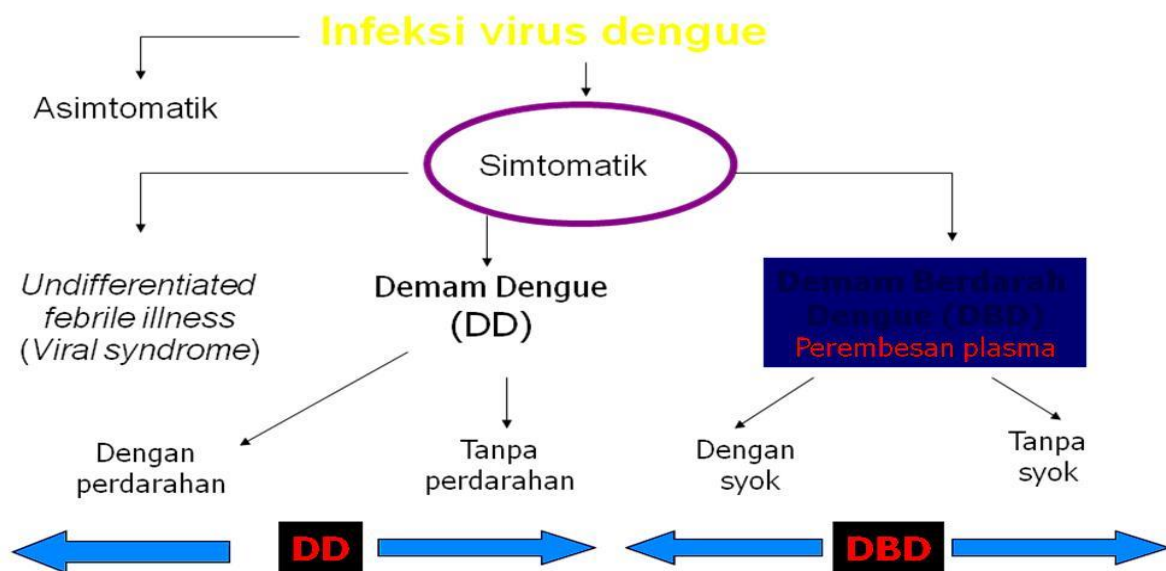 Infeksi virus dengue
Asimtomatik
Simtomatik
Undifferentiated
febrile illness
(Viral syndrome)
Demam Dengue
(DD)
Demam Berdarah
Dengue (DBD)
Perembesan plasma
Dengan
perdarahan
Tanpa
perdarahan
Dengan
syok
Tanpa
syok
DD
DBD